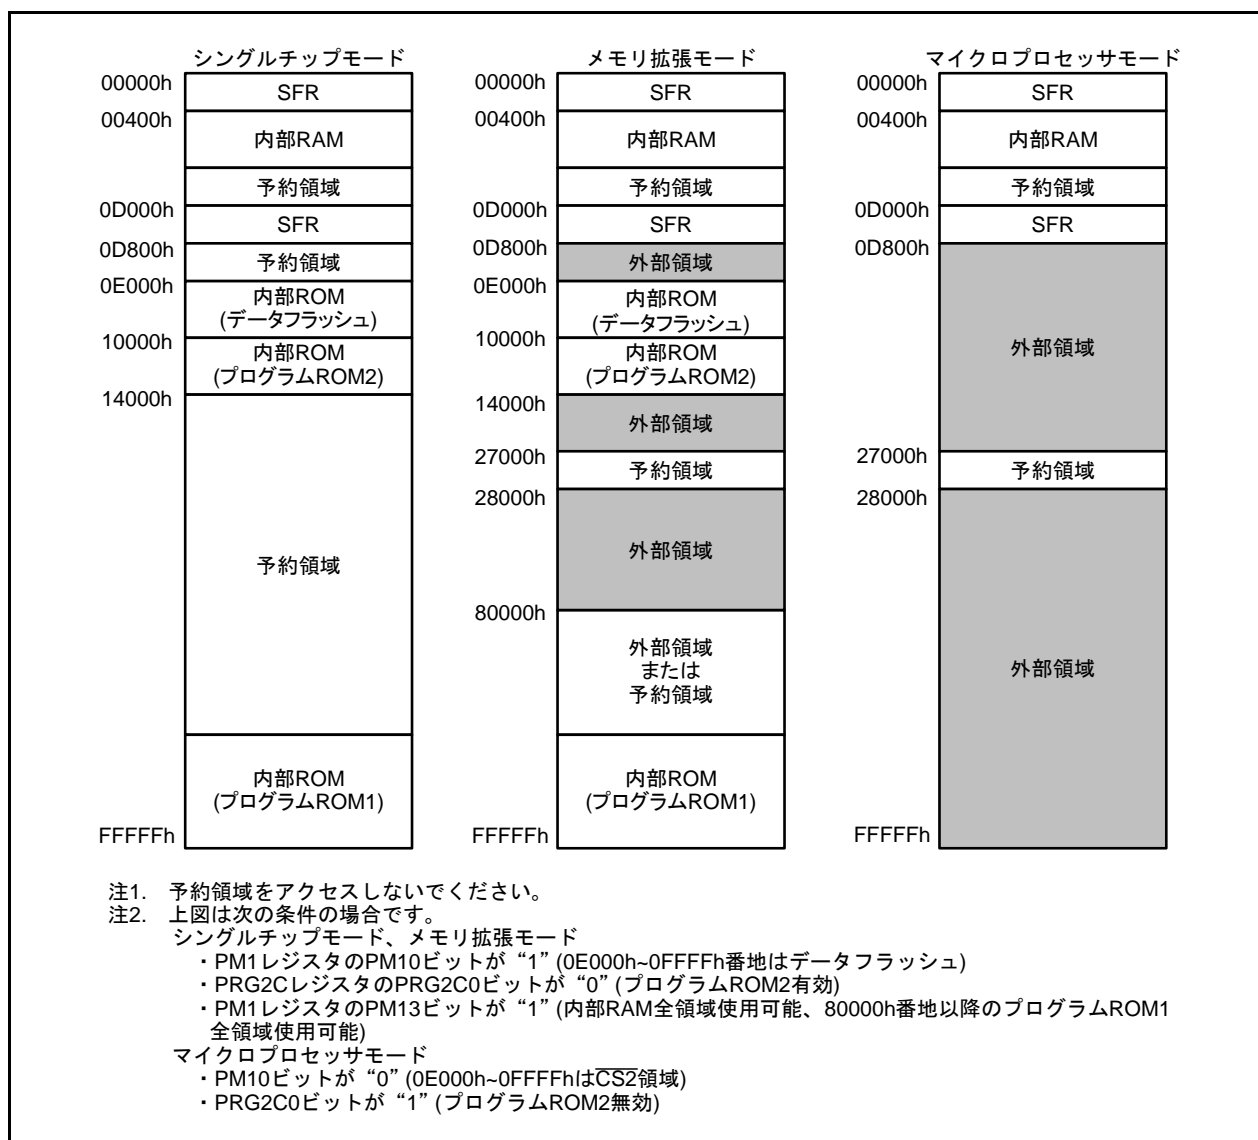 シングルチップモード
00000h
SFR
00400h
内部RAM
予約領域
0D000h
SFR
0D800h
予約領域
0E000h
内部ROM
(データフラッシュ)
10000h
内部ROM
(プログラムROM2)
14000h
予約領域
内部ROM
(プログラムROM1)
FFFFFh
メモリ拡張モード
00000h
SFR
00400h
内部RAM
予約領域
0D000h
SFR
0D800h
外部領域
0E000h
内部ROM
(データフラッシュ)
10000h
内部ROM
(プログラムROM2)
14000h
外部領域
27000h
予約領域
28000h
外部領域
80000h
外部領域
または
予約領域
内部ROM
(プログラムROM1)
FFFFFh
マイクロプロセッサモード
00000h
SFR
00400h
内部RAM
予約領域
0D000h
SFR
0D800h
外部領域
27000h
予約領域
28000h
外部領域
FFFFFh
注1. 予約領域をアクセスしないでください。
注2. 上図は次の条件の場合です。
シングルチップモード、メモリ拡張モード
・PM1レジスタのPM10ビットが “1” (0E000h~0FFFFh番地はデータフラッシュ)
・PRG2CレジスタのPRG2C0ビットが “0” (プログラムROM2有効)
・PM1レジスタのPM13ビットが “1” (内部RAM全領域使用可能、80000h番地以降のプログラムROM1
全領域使用可能)
マイクロプロセッサモード
・PM10ビットが “0” (0E000h~0FFFFhはC̅S̅2̅領域)
・PRG2C0ビットが “1” (プログラムROM2無効)